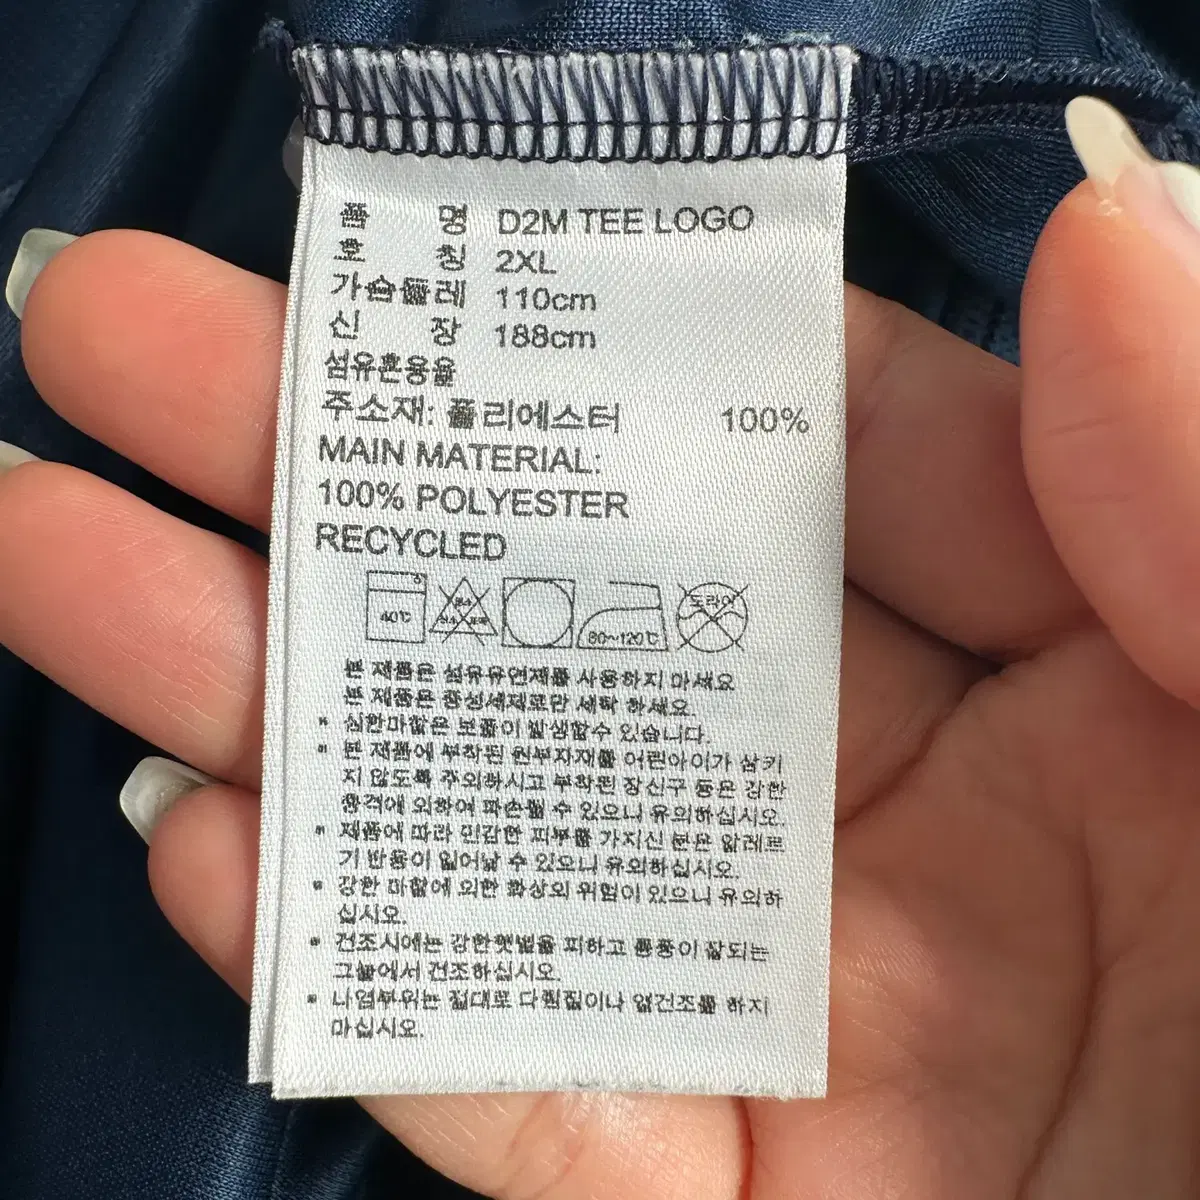 품 명 D2M TEE LOGO
호 칭 2XL
가슴둘레 110cm
신 장 188cm
섬유혼용율
주소재: 폴리에스터 100%
MAIN MATERIAL:
100% POLYESTER
RECYCLED
40℃
80~120℃
드라이
본 제품은 섬유유연제를 사용하지 마세요
본 제품은 중성세제로만 세탁 하세요.
* 심한마찰은 보풀이 발생할수 있습니다.
* 본 제품에 부착된 원부자재를 어린아이가 삼키
지 않도록 주의하시고 부착된 장신구 등은 강한
충격에 의하여 파손될 수 있으니 유의하십시오.
* 제품에 따라 민감한 피부를 가지신 분은 알레르
기 반응이 일어날 수 있으니 유의하십시오.
* 강한 마찰에 의한 화상의 위험이 있으니 유의하
십시오.
* 건조시에는 강한햇볕을 피하고 통풍이 잘되는
그늘에서 건조하십시오.
* 나염부위는 절대로 다림질이나 열건조를 하지
마십시오.